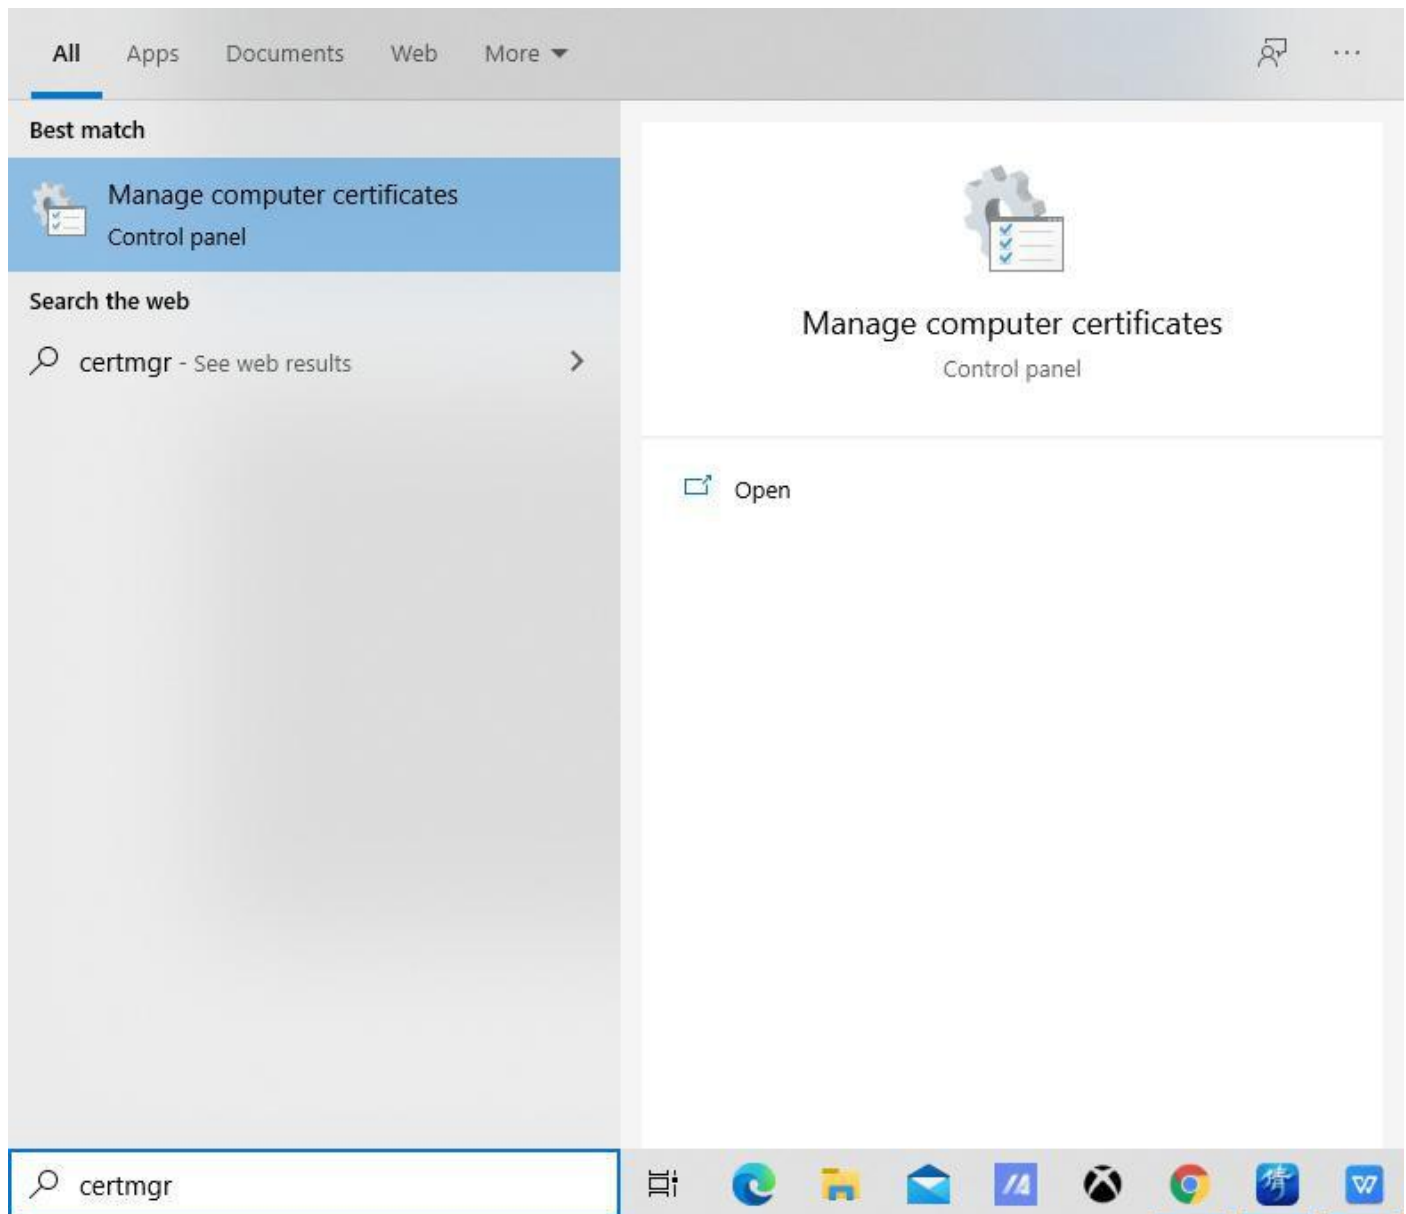 All Apps Documents Web More
Best match
Manage computer certificates
Control panel
Search the web
certmgr - See web results
Manage computer certificates
Control panel
Open
certmgr
倩
W